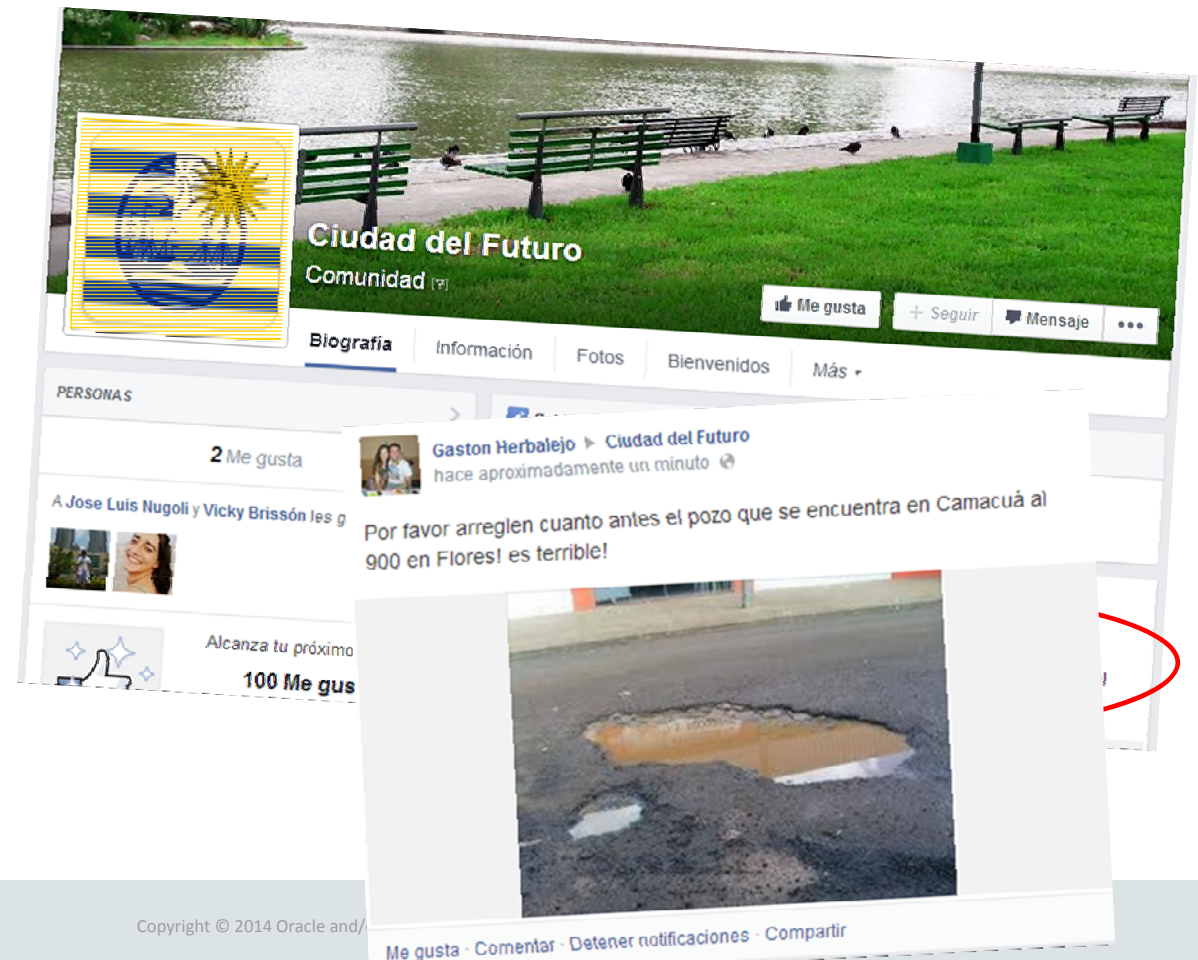 Ciudad del Futuro
Comunidad
Me gusta
+ Seguir
Mensaje
Biografía
Información
Fotos
Bienvenidos
Más
PERSONAS
2 Me gusta
A Jose Luis Nugoli y Vicky Brissón les g
Alcanza tu próximo
100 Me gus
Gaston Herbalejo Ciudad del Futuro
hace aproximadamente un minuto
Por favor arreglen cuanto antes el pozo que se encuentra en Camacuá al
900 en Flores! es terrible!
Me gusta · Comentar · Detener notificaciones · Compartir
Copyright © 2014 Oracle and/